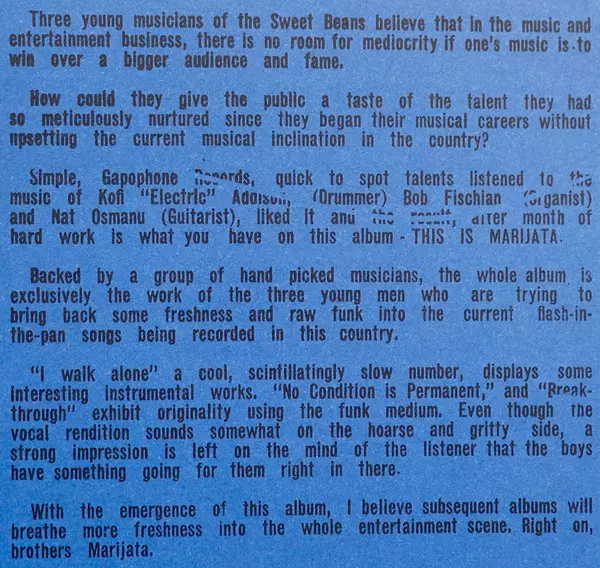 Three young musicians of the Sweet Beans believe that in the music and
entertainment business, there is no room for mediocrity if one's music is to
win over a bigger audience and fame.
How could they give the public a taste of the talent they had
so meticulously nurtured since they began their musical careers without
upsetting the current musical inclination in the country?
Simple, Gapophone Records, quick to spot talents listened to the
music of Kofi "Electric" Addison, (Drummer) Bob Fischian (Organist)
and Nat Osmanu (Guitarist), liked it and the result, after month of
hard work is what you have on this album - THIS IS MARIJATA.
Backed by a group of hand picked musicians, the whole album is
exclusively the work of the three young men who are trying to
bring back some freshness and raw funk into the current flash-in-
the-pan songs being recorded in this country.
"I walk alone" a cool, scintillatingly slow number, displays some
interesting instrumental works. "No Condition is Permanent," and "Break-
through" exhibit originality using the funk medium. Even though the
vocal rendition sounds somewhat on the hoarse and gritty side, a
strong impression is left on the mind of the listener that the boys
have something going for them right in there.
With the emergence of this album, I believe subsequent albums will
breathe more freshness into the whole entertainment scene. Right on,
brothers Marijata.